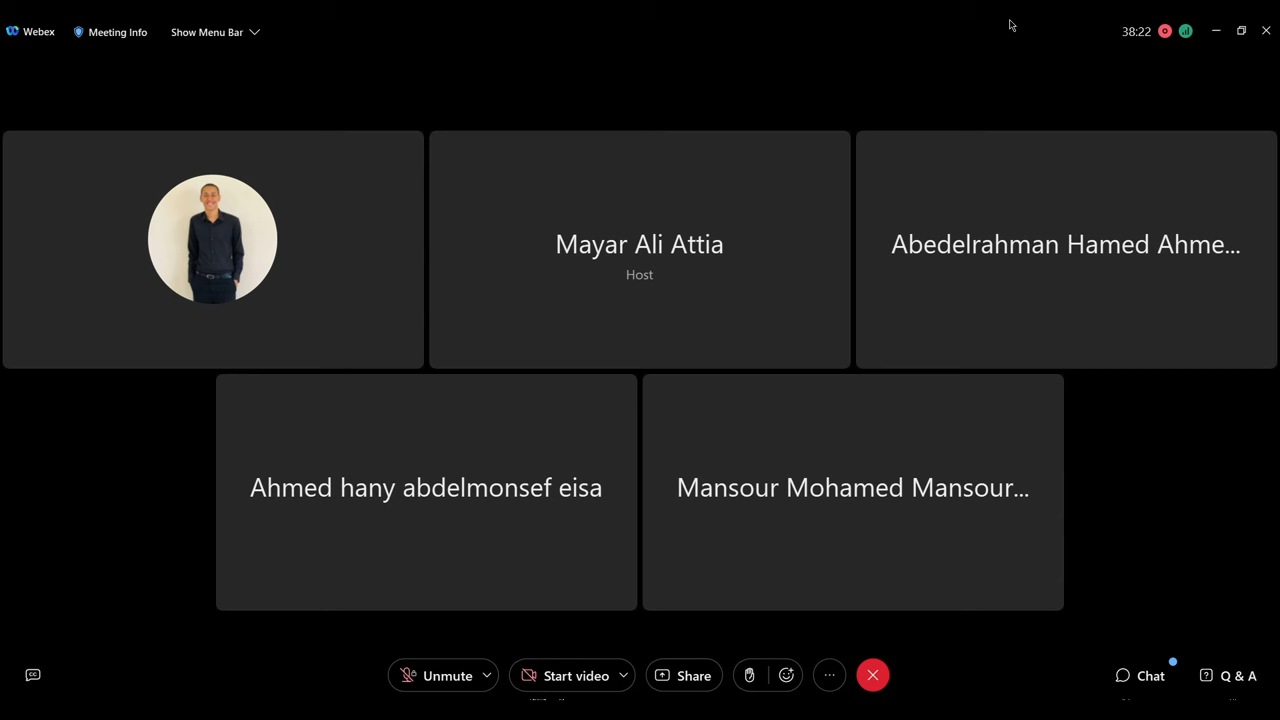 Webex
Meeting Info
Show Menu Bar
38:22
Mayar Ali Attia
Host
Abedelrahman Hamed Ahme...
Ahmed hany abdelmonsef eisa
Mansour Mohamed Mansour...
CC
Unmute
Start video
Share
Chat
Q & A